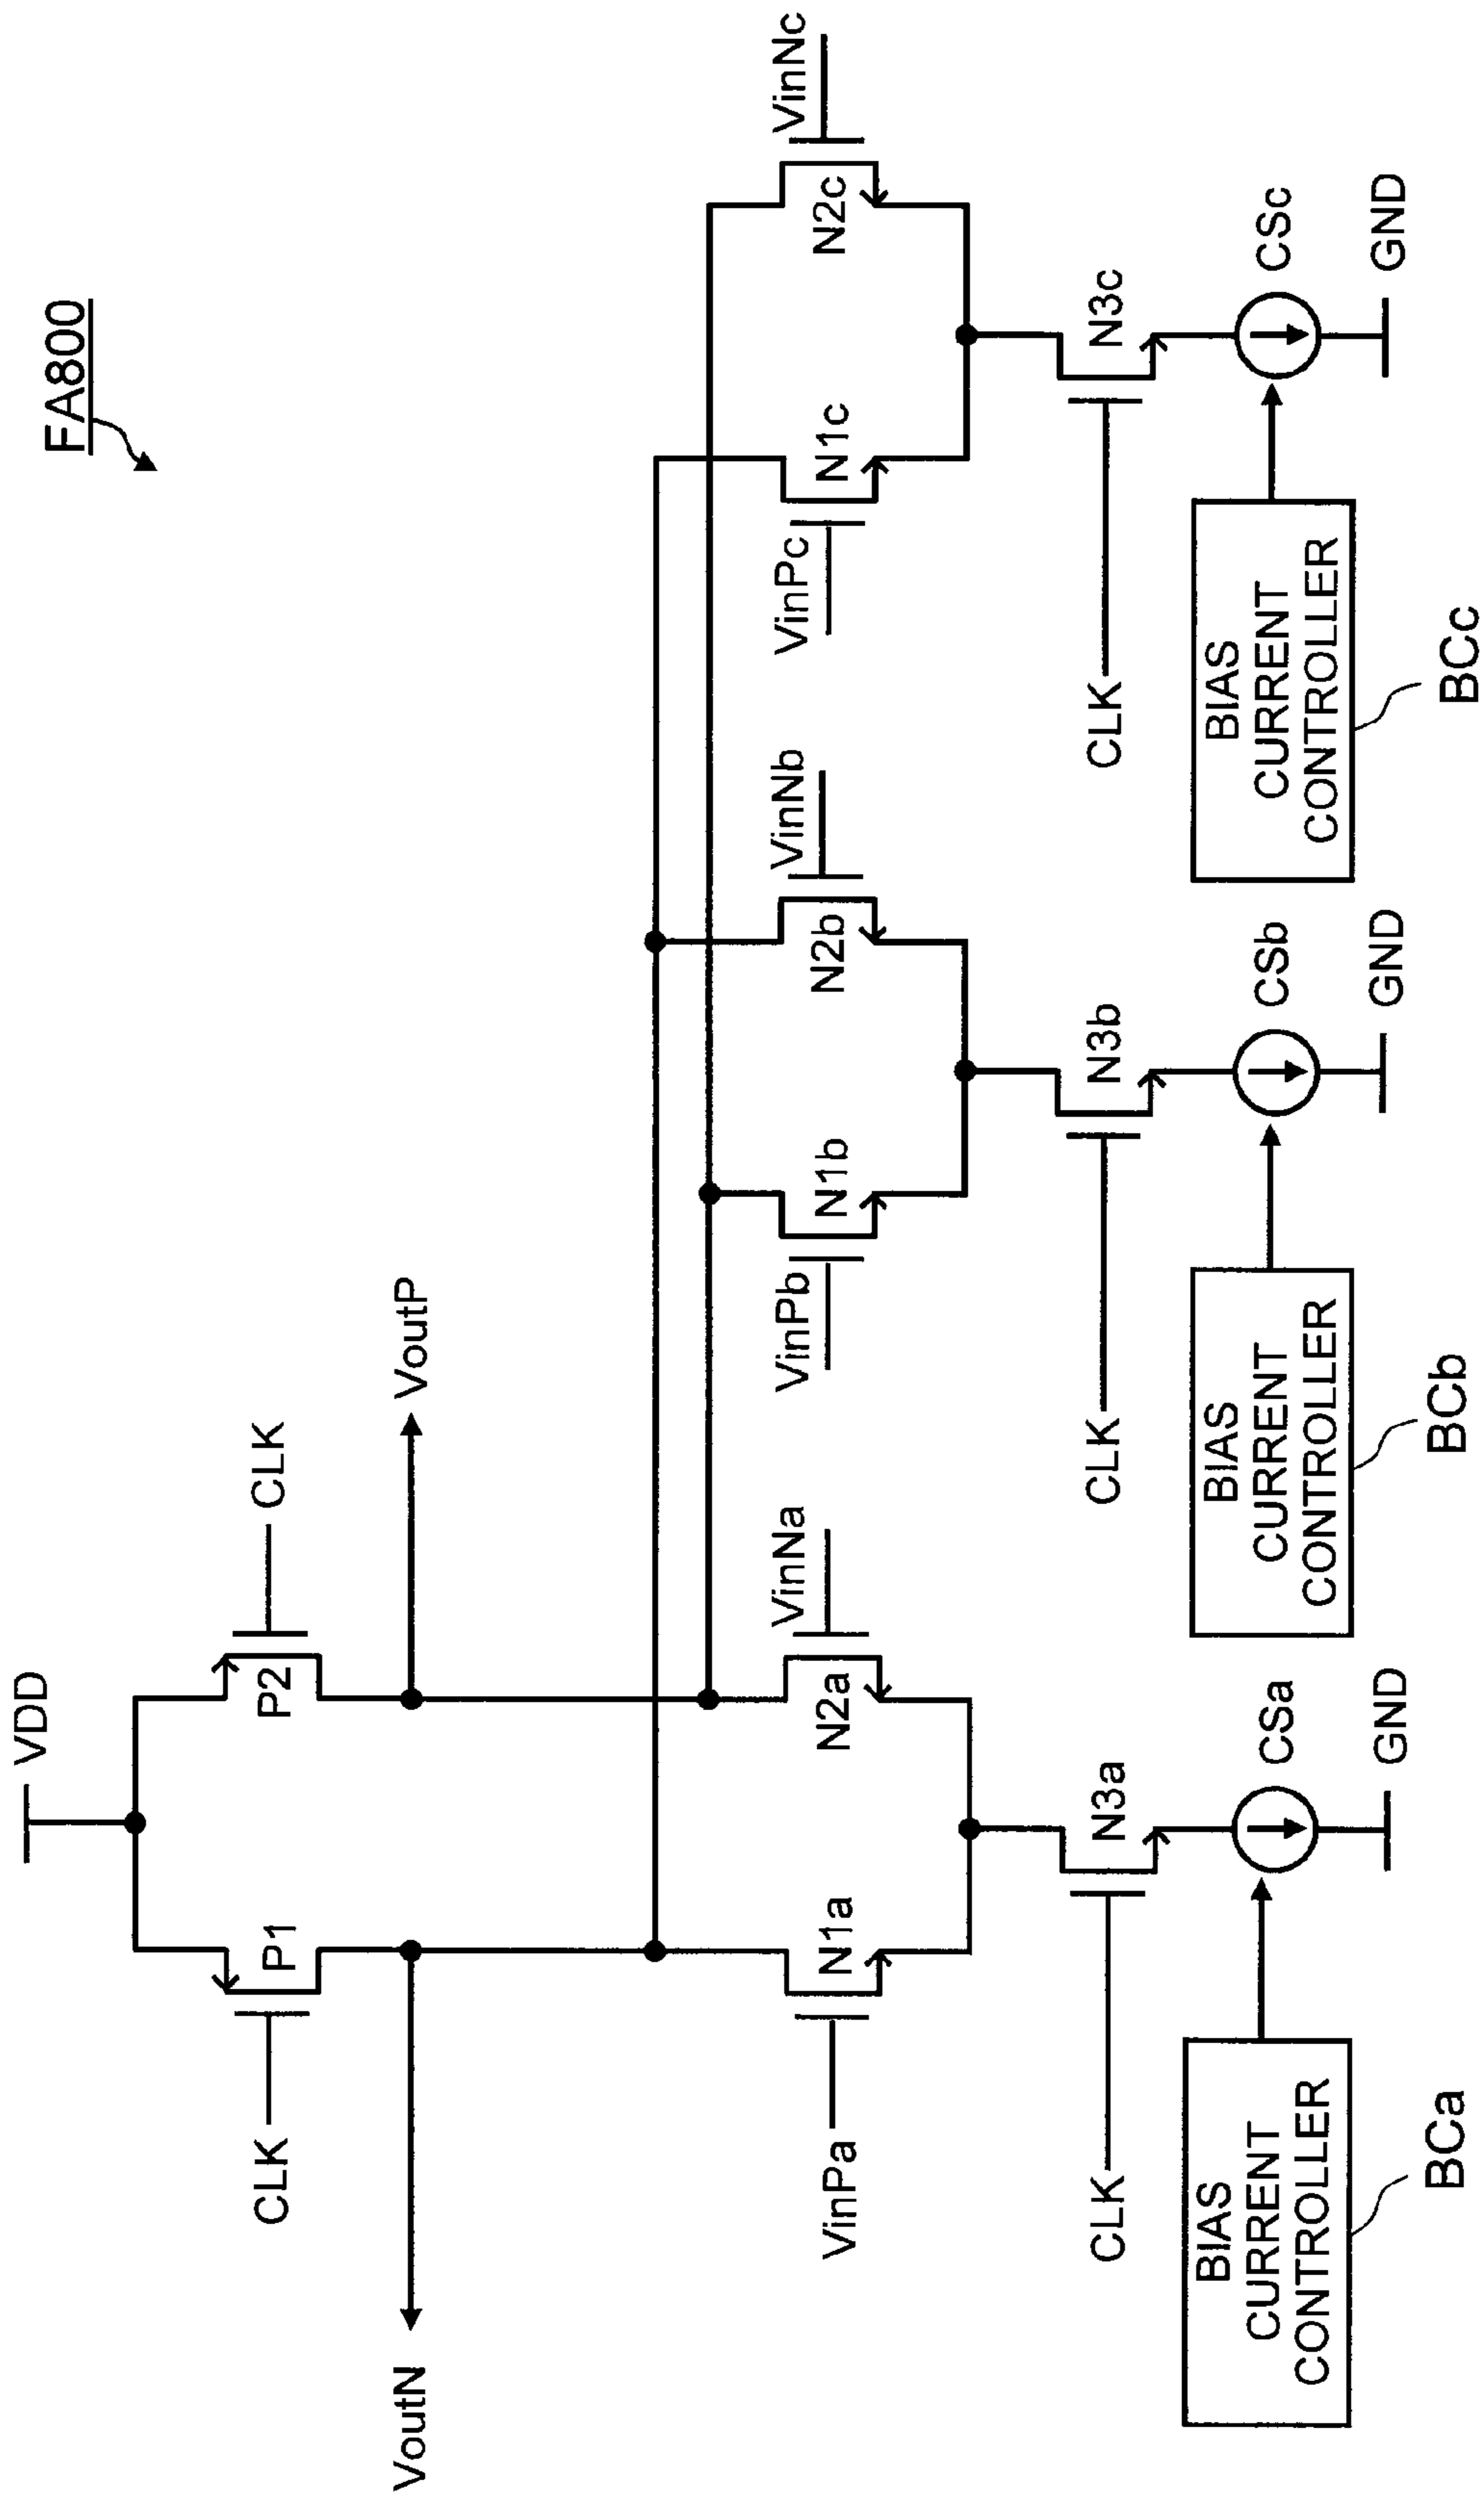 FA800
VDD
CLK
P1
P2
CLK
VoutN
VoutP
VinPa
N1a
N2a
VinNa
VinPb
N1b
N2b
VinNb
VinPc
N1c
N2c
VinNc
CLK
N3a
CLK
N3b
CLK
N3c
BIAS
CURRENT
CONTROLLER
CSa
BIAS
CURRENT
CONTROLLER
CSb
BIAS
CURRENT
CONTROLLER
CSc
GND
GND
GND
BCa
BCb
BCc